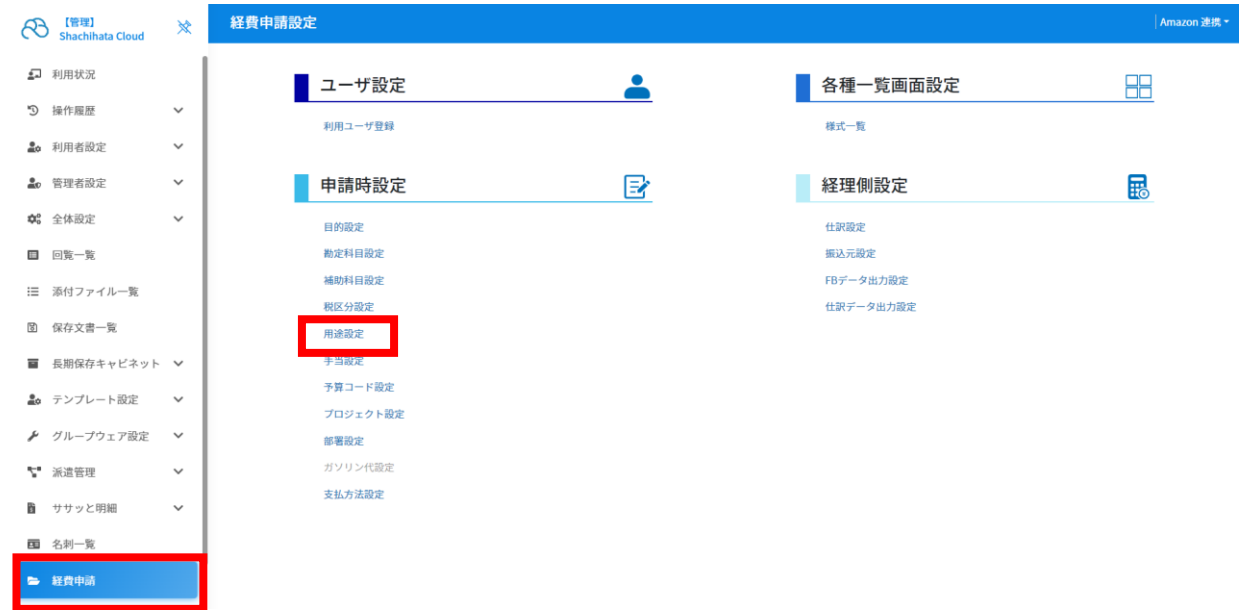 【管理】
Shachihata Cloud
利用状況
操作履歴
利用者設定
管理者設定
全体設定
回覧一覧
添付ファイル一覧
保存文書一覧
長期保存キャビネット
テンプレート設定
グループウェア設定
派遣管理
ササッと明細
名刺一覧
経費申請
経費申請設定
Amazon 連携
ユーザ設定
利用ユーザ登録
各種一覧画面設定
様式一覧
申請時設定
目的設定
勘定科目設定
補助科目設定
税区分設定
用途設定
手当設定
予算コード設定
プロジェクト設定
部署設定
ガソリン代設定
支払方法設定
経理側設定
仕訳設定
振込元設定
FBデータ出力設定
仕訳データ出力設定